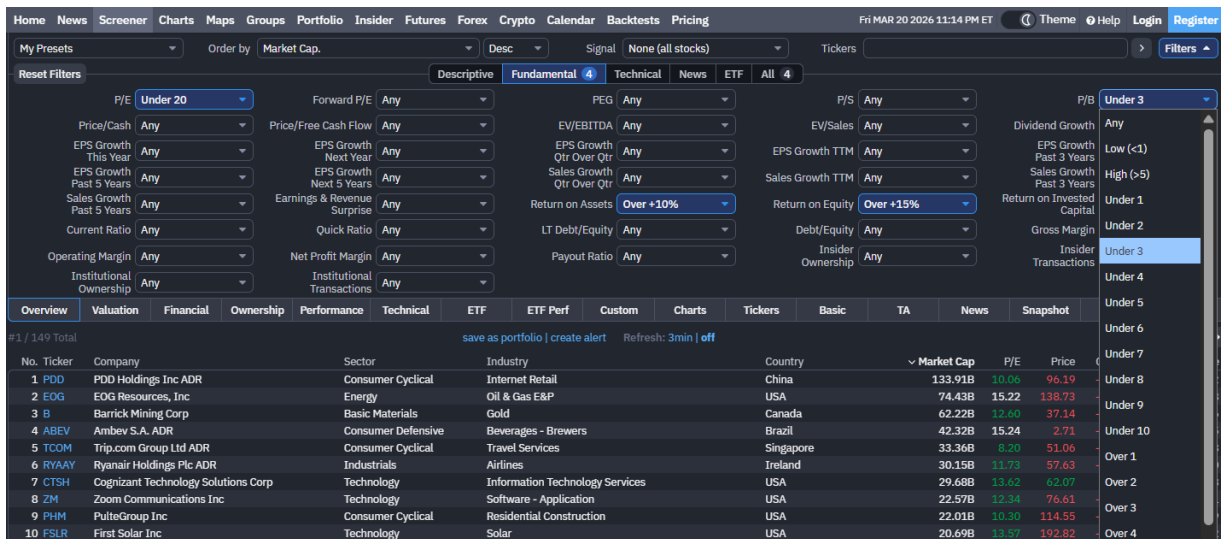 Home News Screener Charts Maps Groups Portfolio Insider Futures Forex Crypto Calendar Backtests Pricing Fri MAR 20 2026 11:14 PM ET Theme Help Login Register
My Presets Order by Market Cap. Desc Signal None (all stocks) Tickers > Filters
Reset Filters Descriptive Fundamental 4 Technical News ETF All 4
P/E Under 20 Forward P/E Any PEG Any P/S Any P/B Under 3
Price/Cash Any Price/Free Cash Flow Any EV/EBITDA Any EV/Sales Any Dividend Growth Any
EPS Growth This Year Any EPS Growth Next Year Any EPS Growth Qtr Over Qtr Any EPS Growth TTM Any EPS Growth Past 3 Years Low (<1)
EPS Growth Past 5 Years Any EPS Growth Next 5 Years Any Sales Growth Qtr Over Qtr Any Sales Growth TTM Any Sales Growth Past 3 Years High (>5)
Sales Growth Past 5 Years Any Earnings & Revenue Surprise Any Return on Assets Over +10% Return on Equity Over +15% Return on Invested Capital Under 1
Current Ratio Any Quick Ratio Any LT Debt/Equity Any Debt/Equity Any Gross Margin Under 2
Operating Margin Any Net Profit Margin Any Payout Ratio Any Insider Ownership Any Insider Transactions Under 3
Institutional Ownership Any Institutional Transactions Any Under 4
Overview Valuation Financial Ownership Performance Technical ETF ETF Perf Custom Charts Tickers Basic TA News Snapshot Under 5
#1 / 149 Total save as portfolio | create alert Refresh: 3min | off Under 6
No. Ticker Company Sector Industry Country Market Cap P/E Price Under 7
1 PDD PDD Holdings Inc ADR Consumer Cyclical Internet Retail China 133.91B 10.06 96.19 Under 8
2 EOG EOG Resources, Inc Energy Oil & Gas E&P USA 74.43B 15.22 138.73
3 B Barrick Mining Corp Basic Materials Gold Canada 62.22B 12.60 37.14 Under 9
4 ABEV Ambev S.A. ADR Consumer Defensive Beverages - Brewers Brazil 42.32B 15.24 2.71 Under 10
5 TCOM Trip.com Group Ltd ADR Consumer Cyclical Travel Services Singapore 33.36B 8.20 51.06 Over 1
6 RYAAY Ryanair Holdings Plc ADR Industrials Airlines Ireland 30.15B 11.73 57.63
7 CTSH Cognizant Technology Solutions Corp Technology Information Technology Services USA 29.68B 13.62 62.07 Over 2
8 ZM Zoom Communications Inc Technology Software - Application USA 22.57B 12.34 76.61 Over 3
9 PHM PulteGroup Inc Consumer Cyclical Residential Construction USA 22.01B 10.30 114.55
10 FSLR First Solar Inc Technology Solar USA 20.69B 13.57 192.82 Over 4